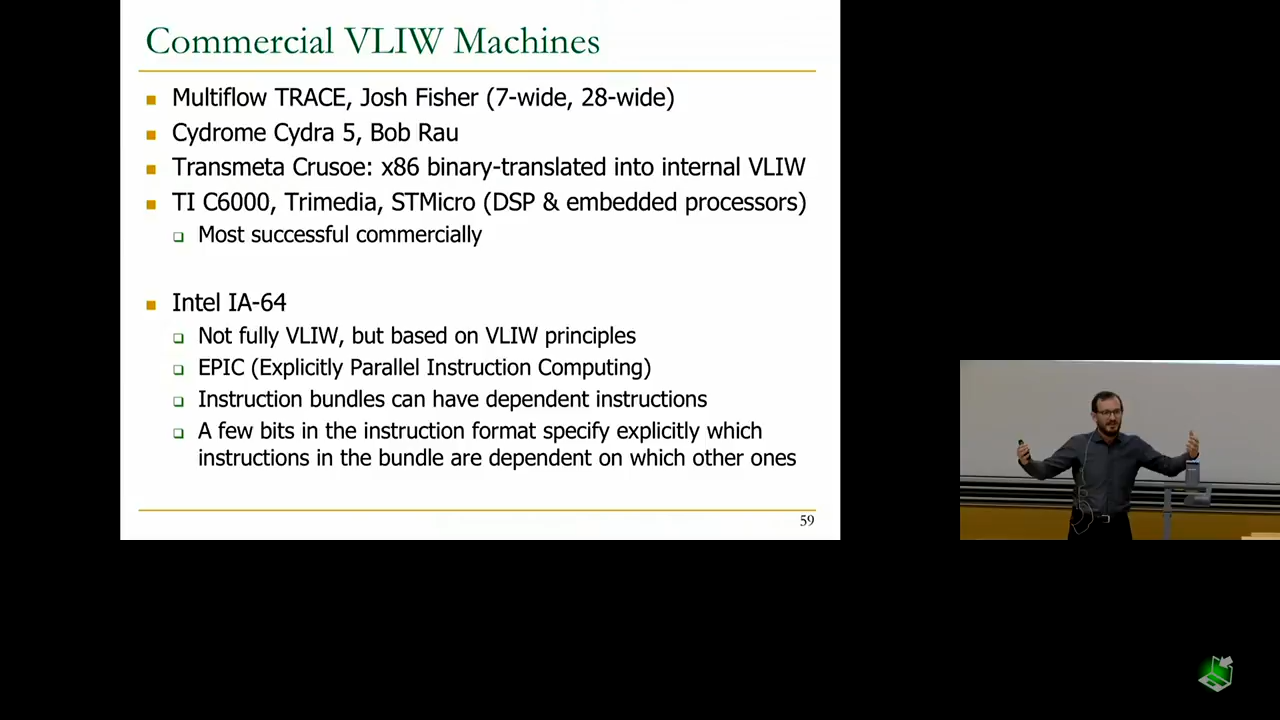 Commercial VLIW Machines
Multiflow TRACE, Josh Fisher (7-wide, 28-wide)
Cydrome Cydra 5, Bob Rau
Transmeta Crusoe: x86 binary-translated into internal VLIW
TI C6000, Trimedia, STMicro (DSP & embedded processors)
Most successful commercially
Intel IA-64
Not fully VLIW, but based on VLIW principles
EPIC (Explicitly Parallel Instruction Computing)
Instruction bundles can have dependent instructions
A few bits in the instruction format specify explicitly which
instructions in the bundle are dependent on which other ones
59